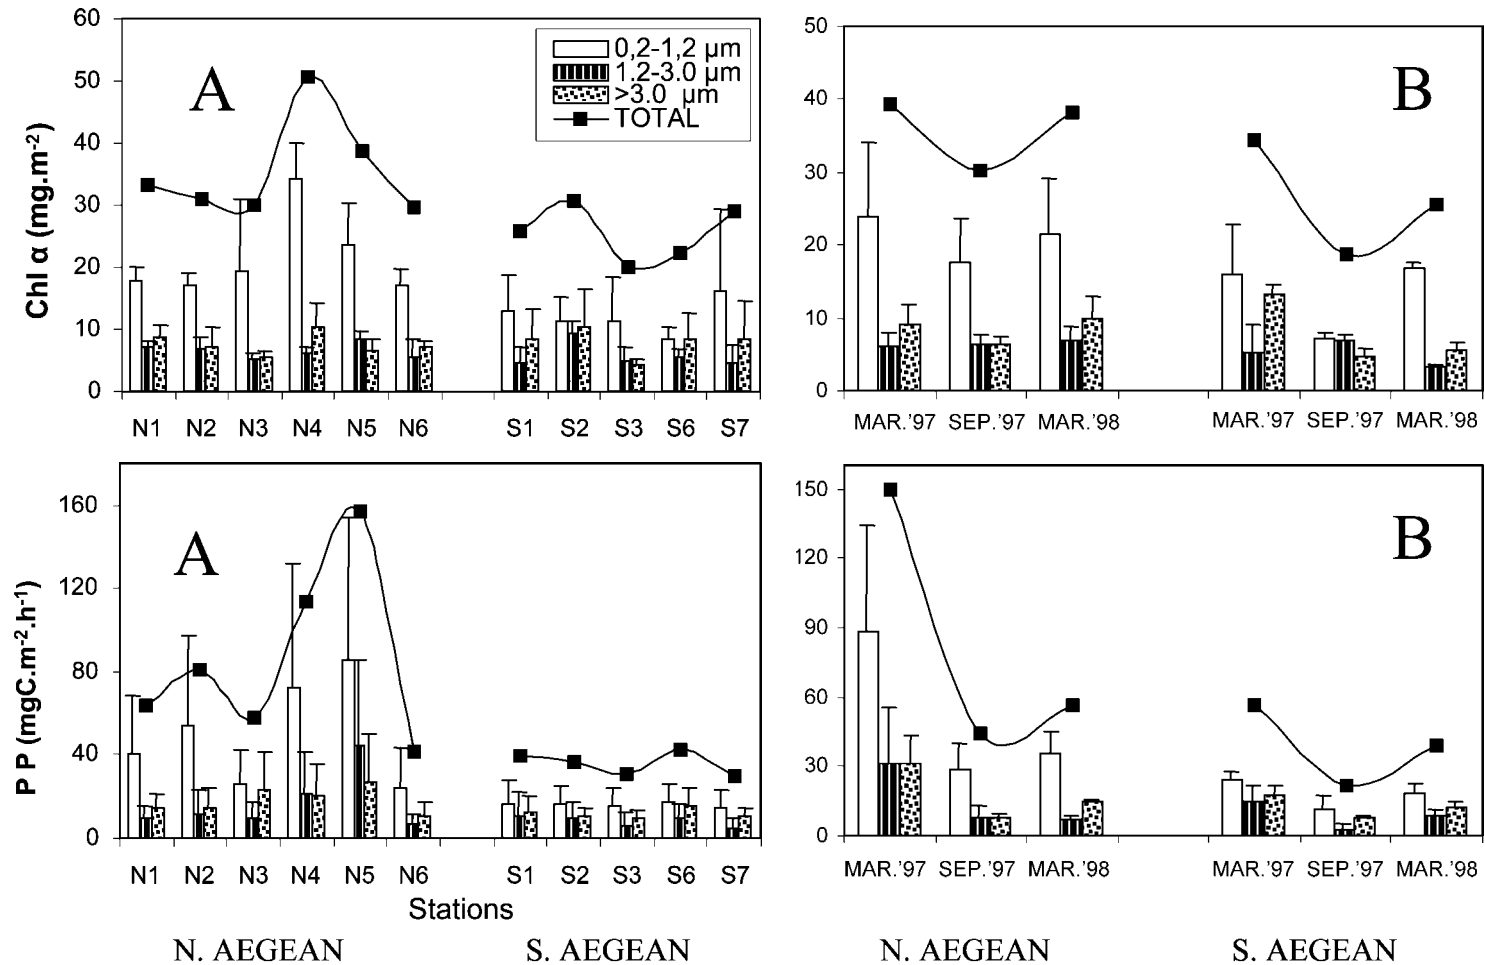 60
50
40
30
20
10
0
Chl α (mg.m-2)
A
0,2-1,2 µm
1.2-3.0 µm
>3.0 µm
TOTAL
N1 N2 N3 N4 N5 N6 S1 S2 S3 S6 S7
50
40
30
20
10
0
B
MAR.'97 SEP.'97 MAR.'98 MAR.'97 SEP.'97 MAR.'98
160
120
80
40
0
P P (mgC.m-2.h-1)
A
N1 N2 N3 N4 N5 N6 S1 S2 S3 S6 S7
Stations
N. AEGEAN S. AEGEAN
150
120
90
60
30
0
B
MAR.'97 SEP.'97 MAR.'98 MAR.'97 SEP.'97 MAR.'98
N. AEGEAN S. AEGEAN